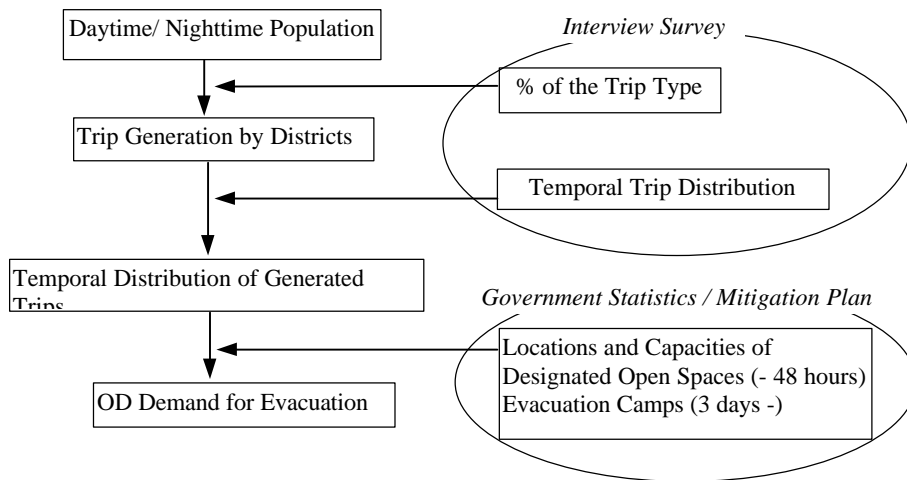 Daytime/ Nighttime Population
Interview Survey
% of the Trip Type
Trip Generation by Districts
Temporal Trip Distribution
Temporal Distribution of Generated
Trips
Government Statistics / Mitigation Plan
Locations and Capacities of
Designated Open Spaces (- 48 hours)
Evacuation Camps (3 days -)
OD Demand for Evacuation